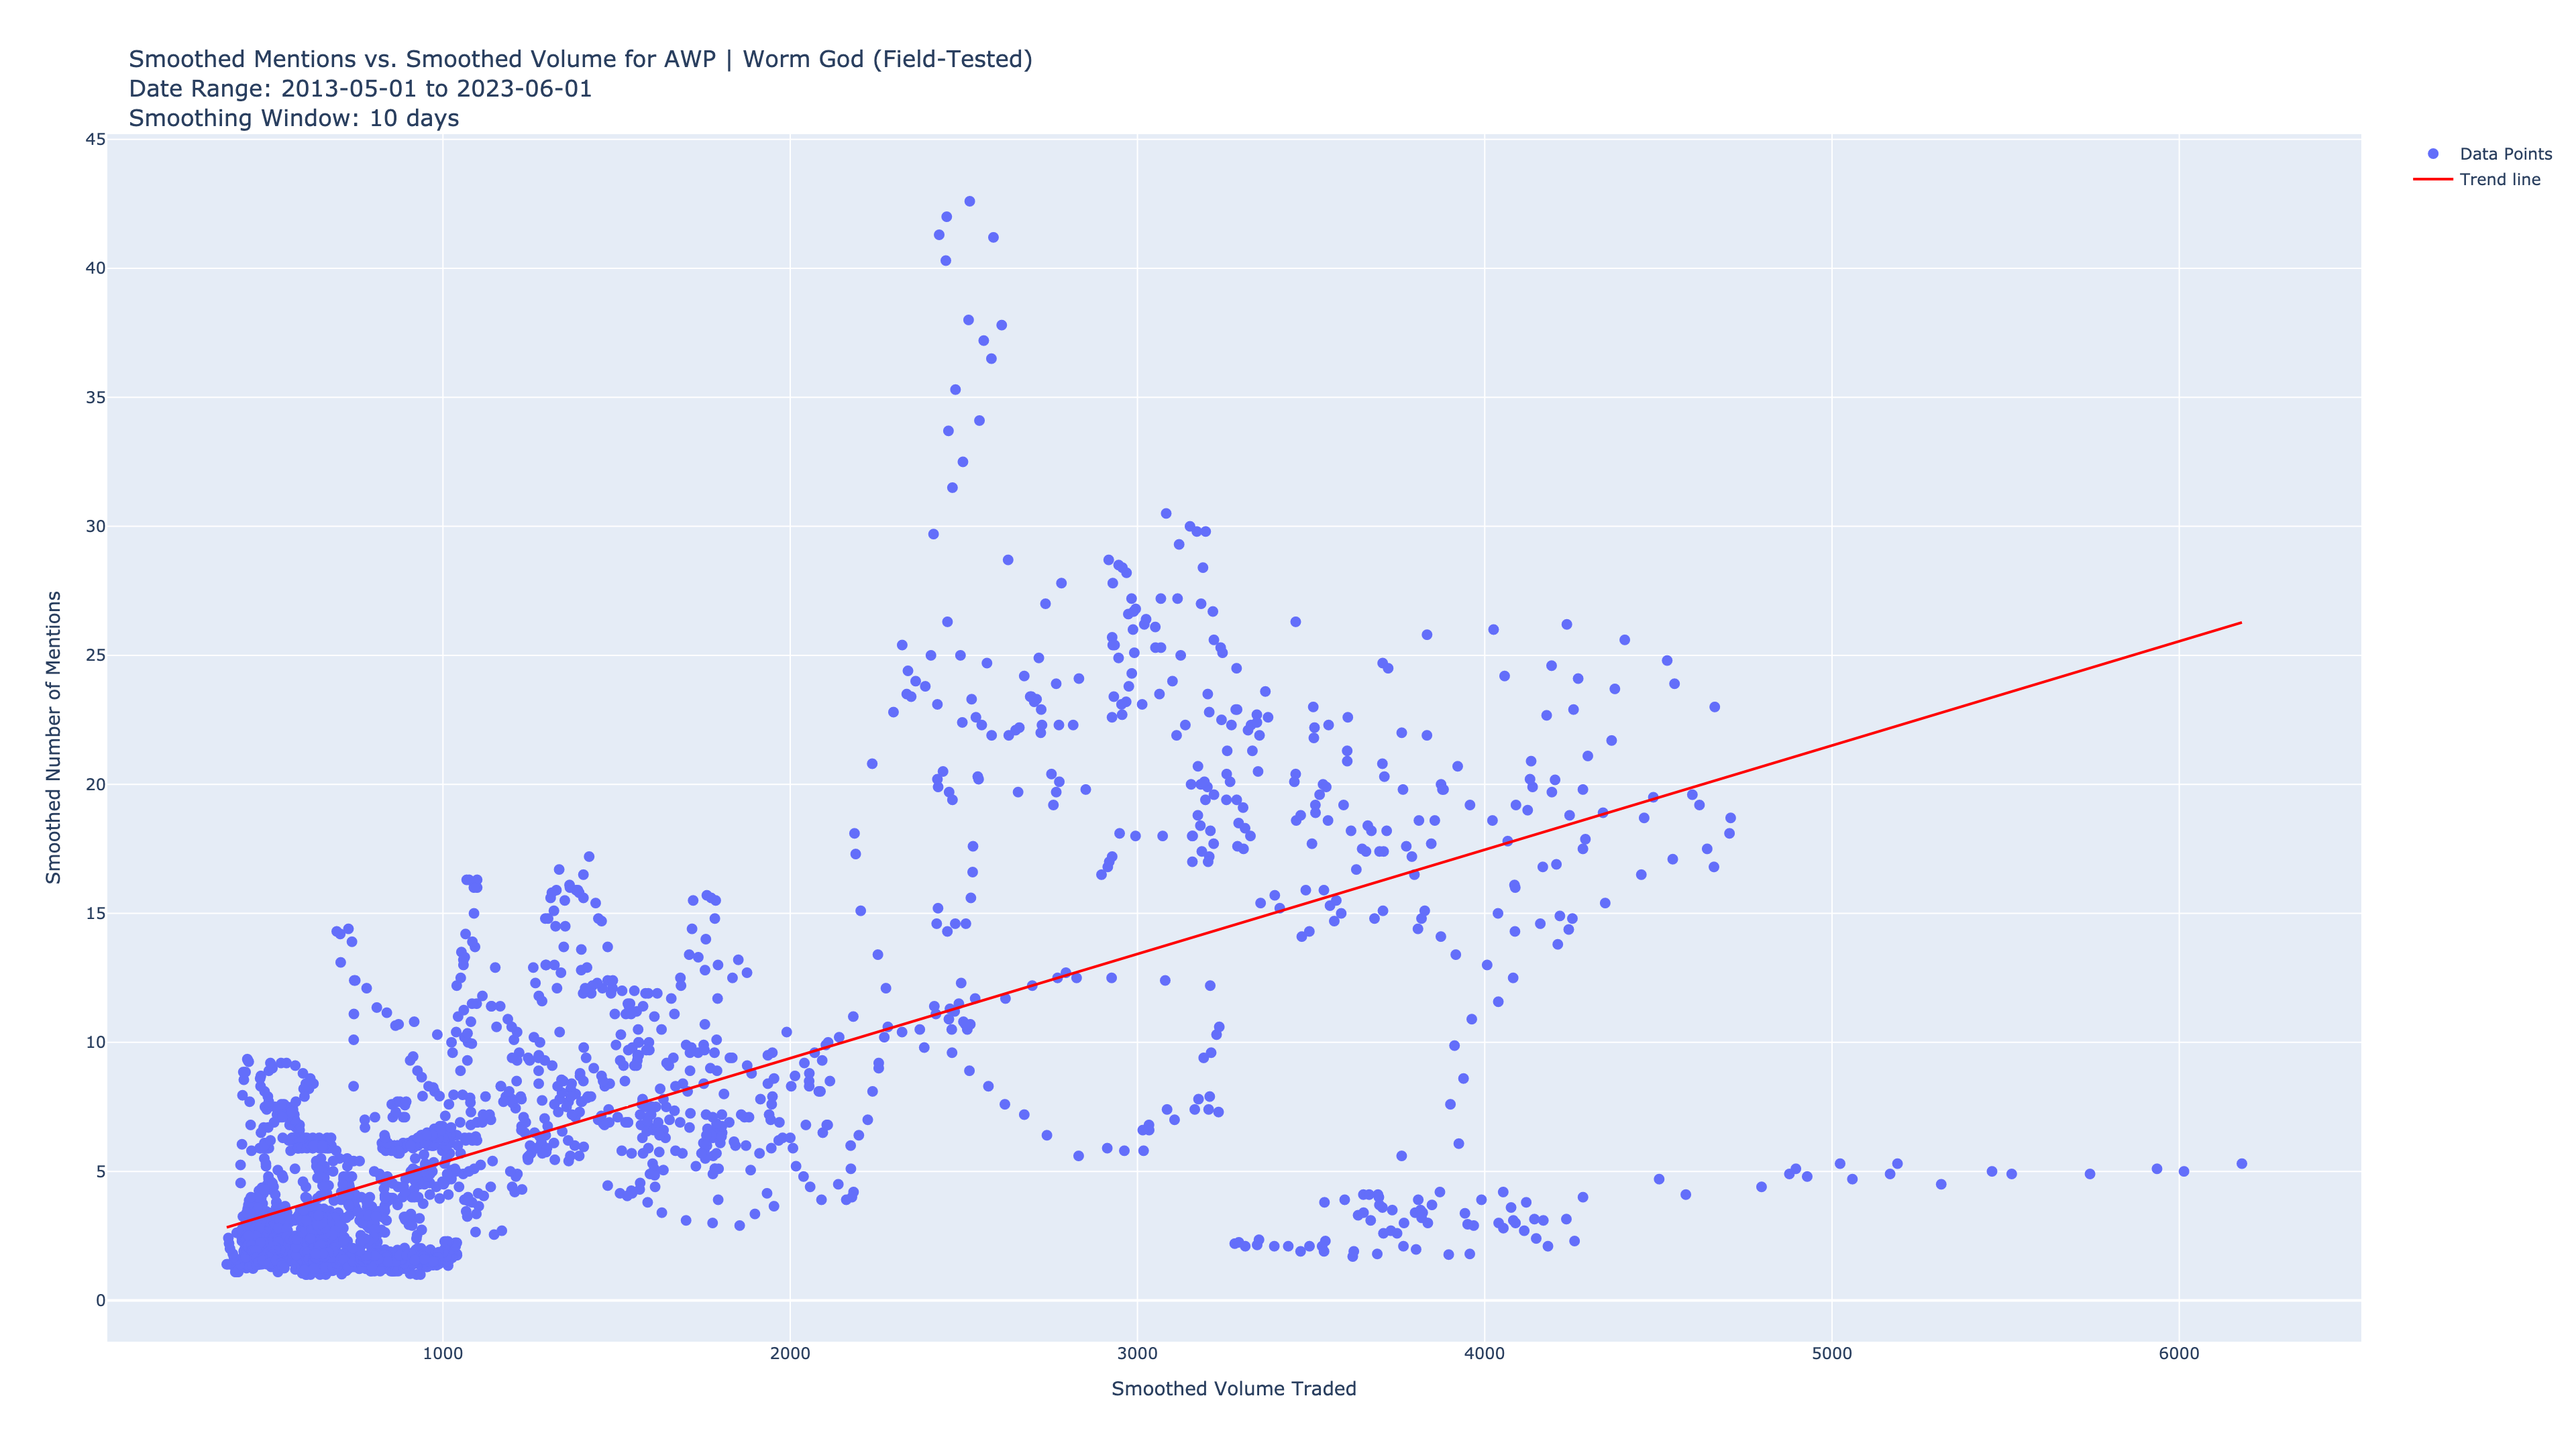 Smoothed Mentions vs. Smoothed Volume for AWP | Worm God (Field-Tested)
Date Range: 2013-05-01 to 2023-06-01
Smoothing Window: 10 days
Data Points
Trend line
Smoothed Number of Mentions
45
40
35
30
25
20
15
10
5
0
1000 2000 3000 4000 5000 6000
Smoothed Volume Traded